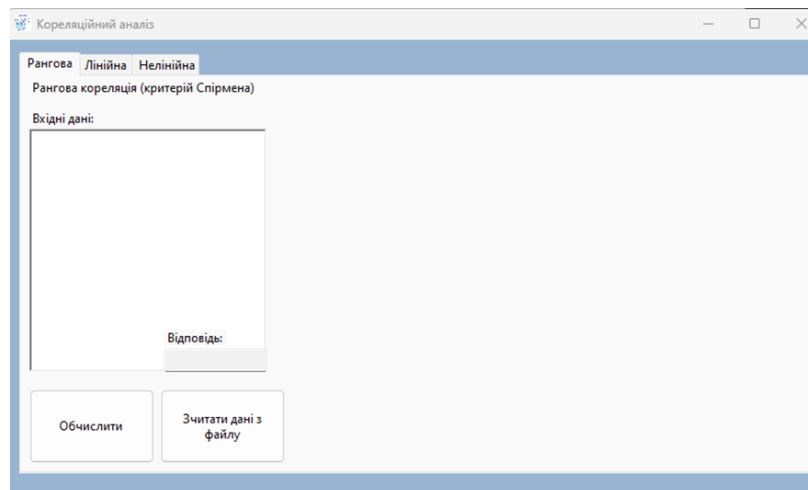 Кореляційний аналіз
Рангова Лінійна Нелінійна
Рангова кореляція (критерій Спірмена)
Вхідні дані:
Відповідь:
Обчислити
Зчитати дані з
файлу